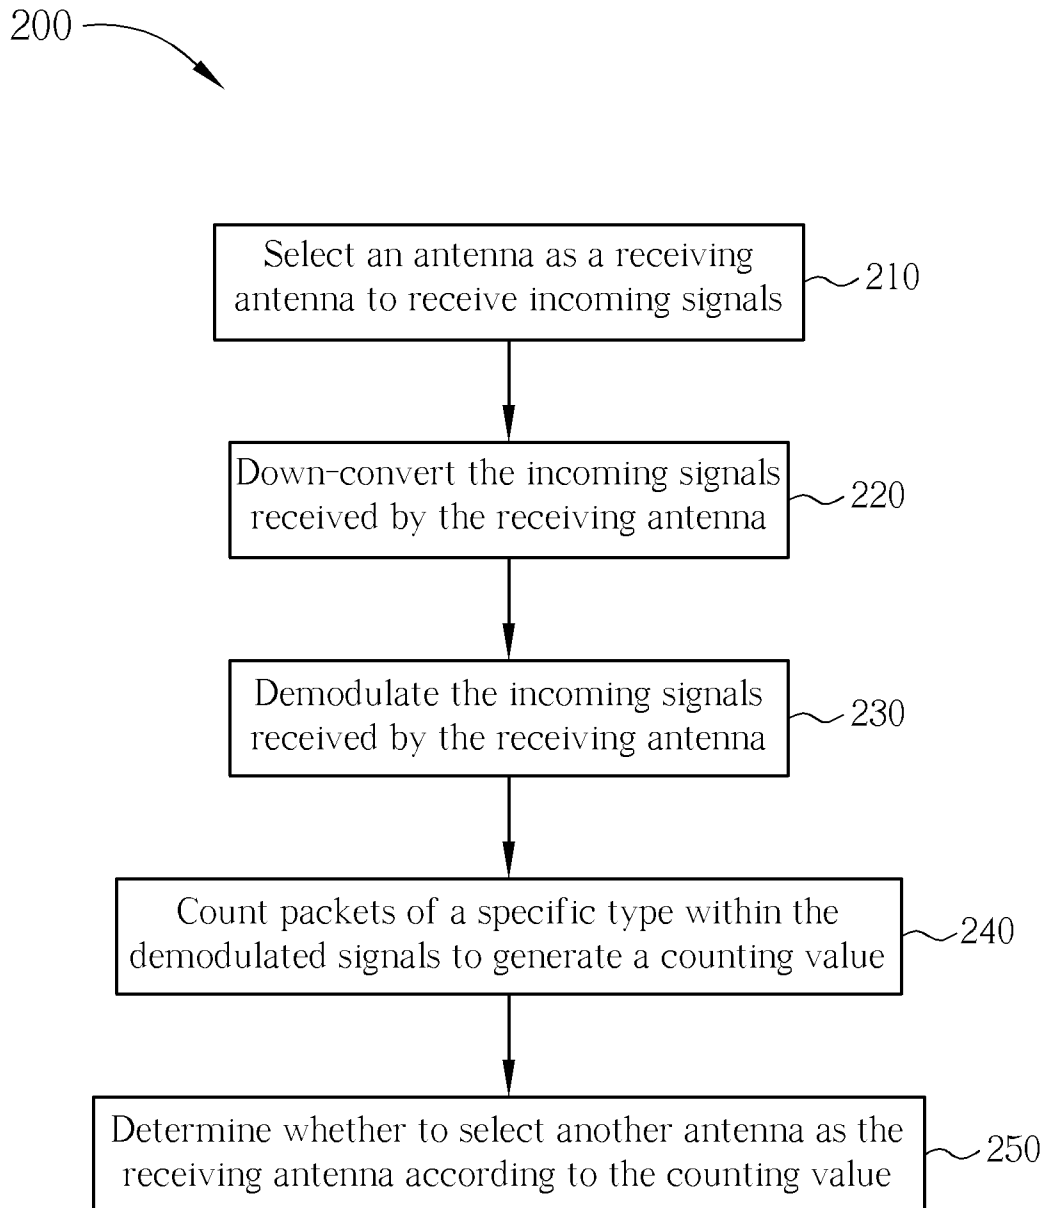 200
Select an antenna as a receiving
antenna to receive incoming signals
210
Down-convert the incoming signals
received by the receiving antenna
220
Demodulate the incoming signals
received by the receiving antenna
230
Count packets of a specific type within the
demodulated signals to generate a counting value
240
Determine whether to select another antenna as the
receiving antenna according to the counting value
250